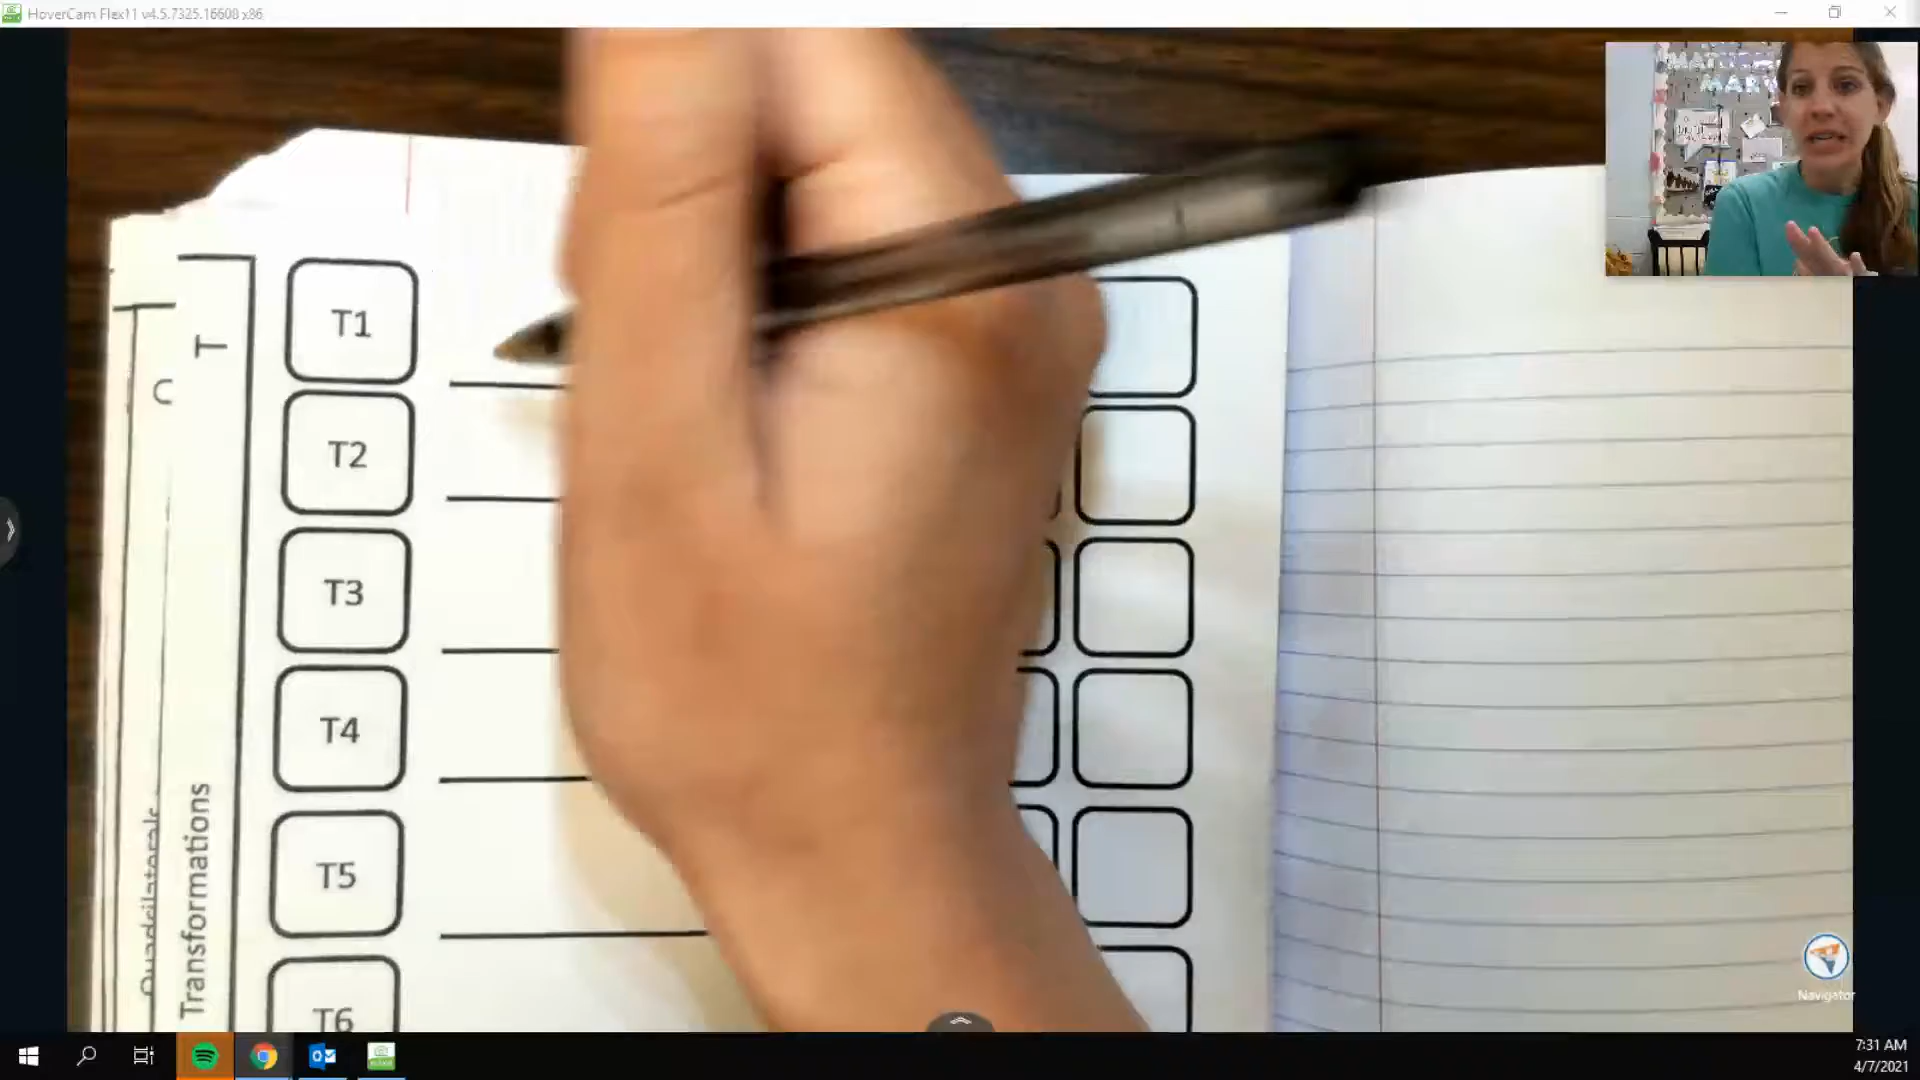 HoverCam Flex11 v4.5.7325.16608 x86
T
C
T1
T2
T3
T4
T5
T6
Transformations
Quadrilaterals
Navigator
7:31 AM
4/7/2021